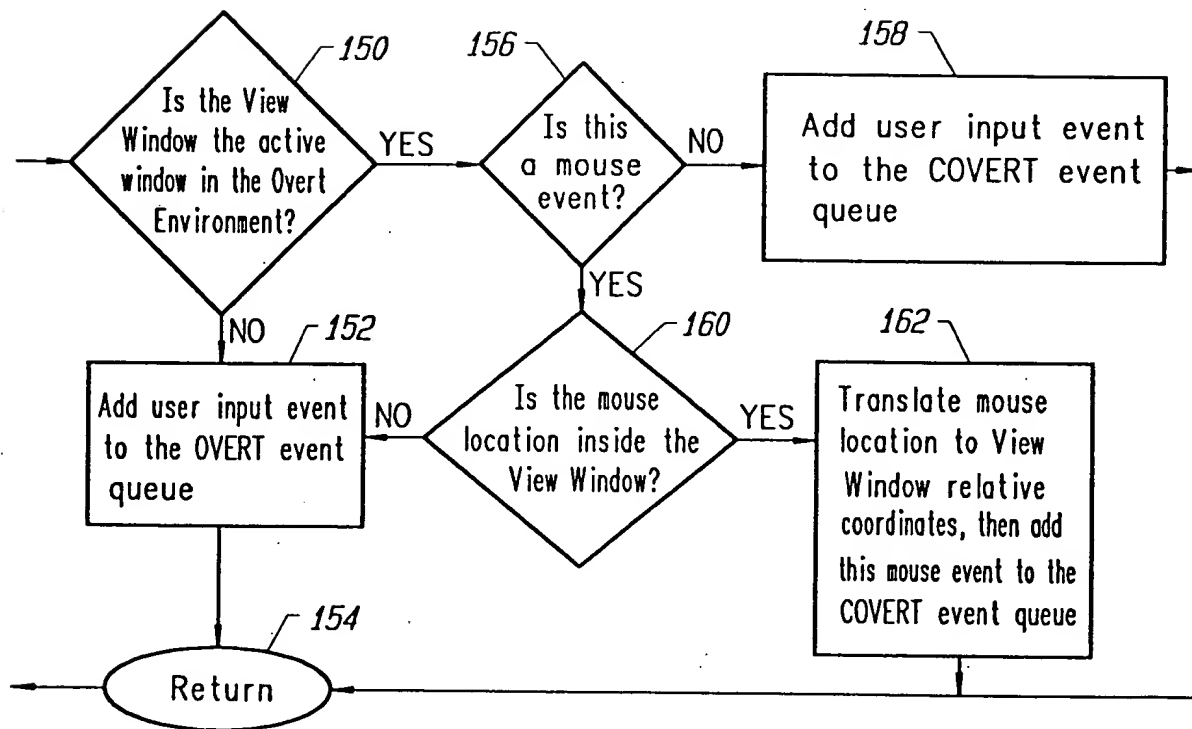 150
Is the View
Window the active
window in the Overt
Environment?
YES
156
Is this
a mouse
event?
NO
158
Add user input event
to the COVERT event
queue
NO
YES
152
Add user input event
to the OVERT event
queue
NO
160
Is the mouse
location inside the
View Window?
YES
162
Translate mouse
location to View
Window relative
coordinates, then add
this mouse event to the
COVERT event queue
154
Return